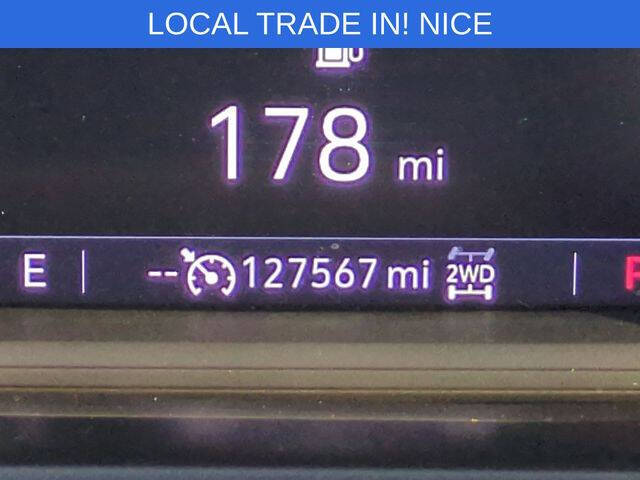 LOCAL TRADE IN! NICE
178 mi
E -- 127567 mi 2WD